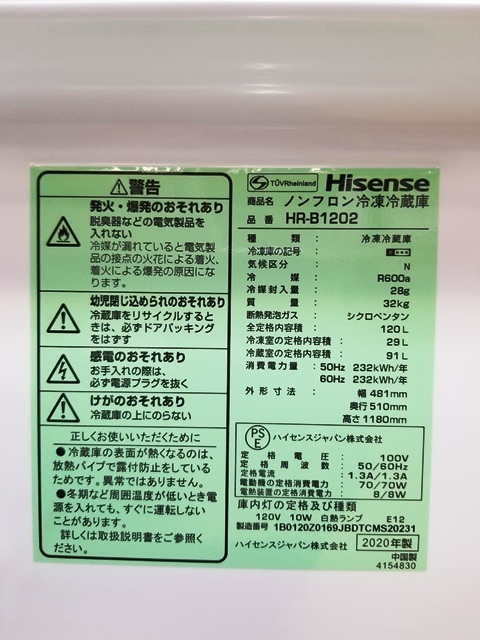 警告
発火・爆発のおそれあり
脱臭器などの電気製品を
入れない
冷媒が漏れていると電気製
品の接点の火花による着火、
着火による爆発の原因にな
ります。
幼児閉じ込められのおそれあり
冷蔵庫をリサイクルするとき
は、必ずドアパッキング
をはずす
感電のおそれあり
お手入れの際は、
必ず電源プラグを抜く
けがのおそれあり
冷蔵庫の上にのらない
正しくお使いいただくために
●冷蔵庫の表面が熱くなるのは、
放熱パイプで露付防止をしている
ためです。異常ではありません。
●冬期など周囲温度が低いとき電
源を入れても、すぐに運転しない
ことがあります。
詳しくは取扱説明書をご参照く
ださい。
TÜVRheinland Hisense
商品名 ノンフロン冷凍冷蔵庫
品番 HR-B1202
種類 : 冷凍冷蔵庫
冷凍庫の記号 :
気候区分 : N
冷媒 : R600a
冷媒封入量 : 28g
質量 : 32kg
断熱発泡ガス : シクロペンタン
全定格内容積 : 120L
冷凍室の定格内容積 : 29L
冷蔵室の定格内容積 : 91L
消費電力量 : 50Hz 232kWh/年
60Hz 232kWh/年
外形寸法 : 幅 481mm
奥行 510mm
高さ 1180mm
PSE ハイセンスジャパン株式会社
定格電圧: 100V
定格周波数: 50/60Hz
定格電流: 1.3A/1.3A
電動機の定格消費電力: 70/70W
電熱装置の定格消費電力: 8/8W
庫内灯の定格及び種類
120V 10W 白熱ランプ E12
製造番号 1B0120Z0169JBDTCMS20231
ハイセンスジャパン株式会社 2020年製
中国製
4154830